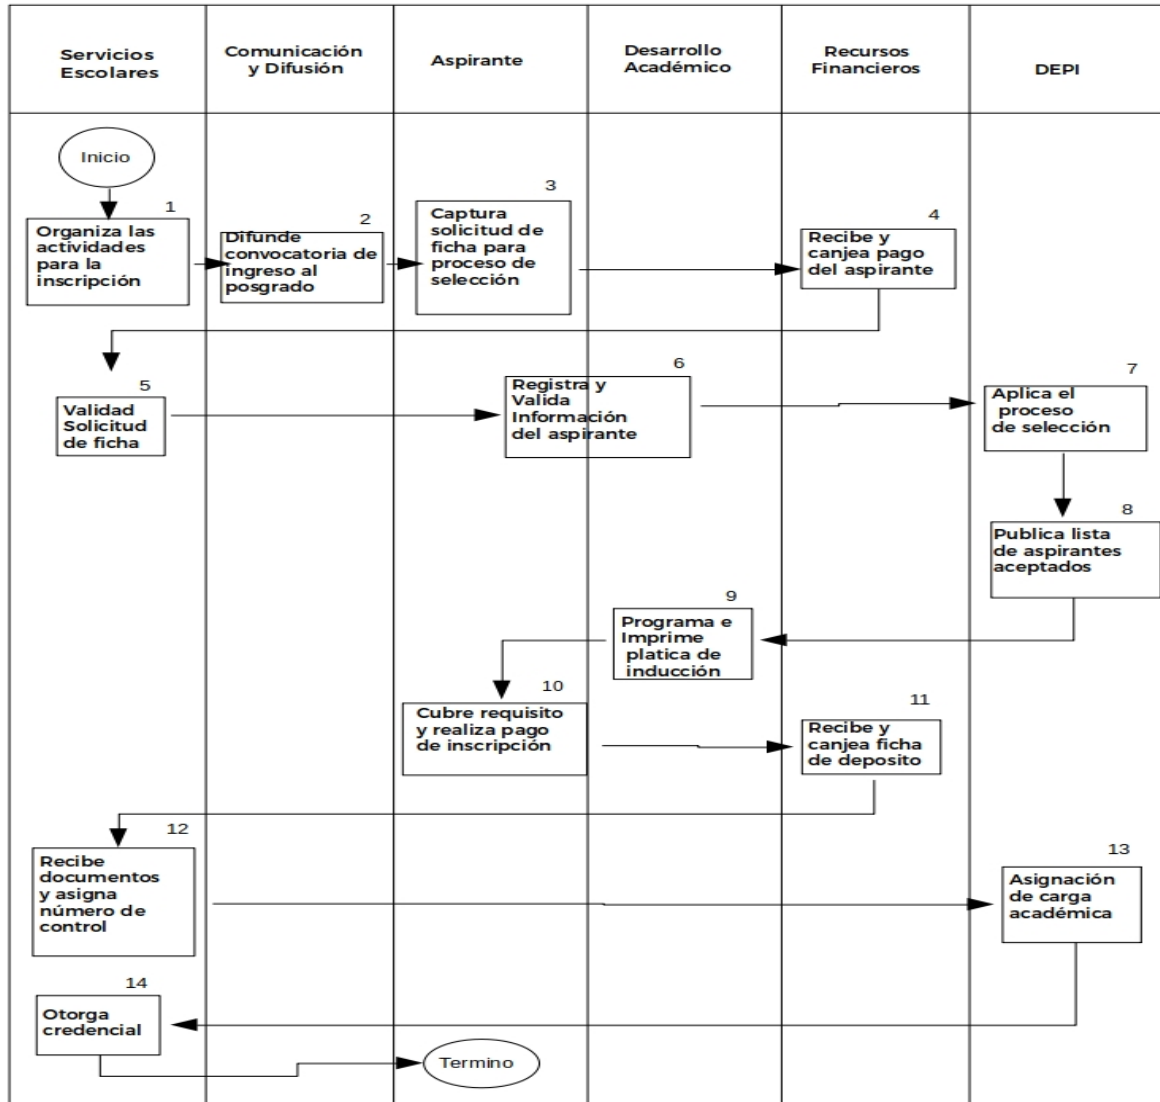 Servicios
Escolares
Comunicación
y Difusión
Aspirante
Desarrollo
Académico
Recursos
Financieros
DEPI
Inicio
1
Organiza las
actividades
para la
inscripción
2
Difunde
convocatoria de
ingreso al
posgrado
3
Captura
solicitud de
ficha para
proceso de
selección
4
Recibe y
canjea pago
del aspirante
5
Validad
Solicitud
de ficha
6
Registra y
Valida
Información
del aspirante
7
Aplica el
proceso
de selección
8
Publica lista
de aspirantes
aceptados
9
Programa e
Imprime
platica de
inducción
10
Cubre requisito
y realiza pago
de inscripción
11
Recibe y
canjea ficha
de deposito
12
Recibe
documentos
y asigna
número de
control
13
Asignación
de carga
académica
14
Otorga
credencial
Termino